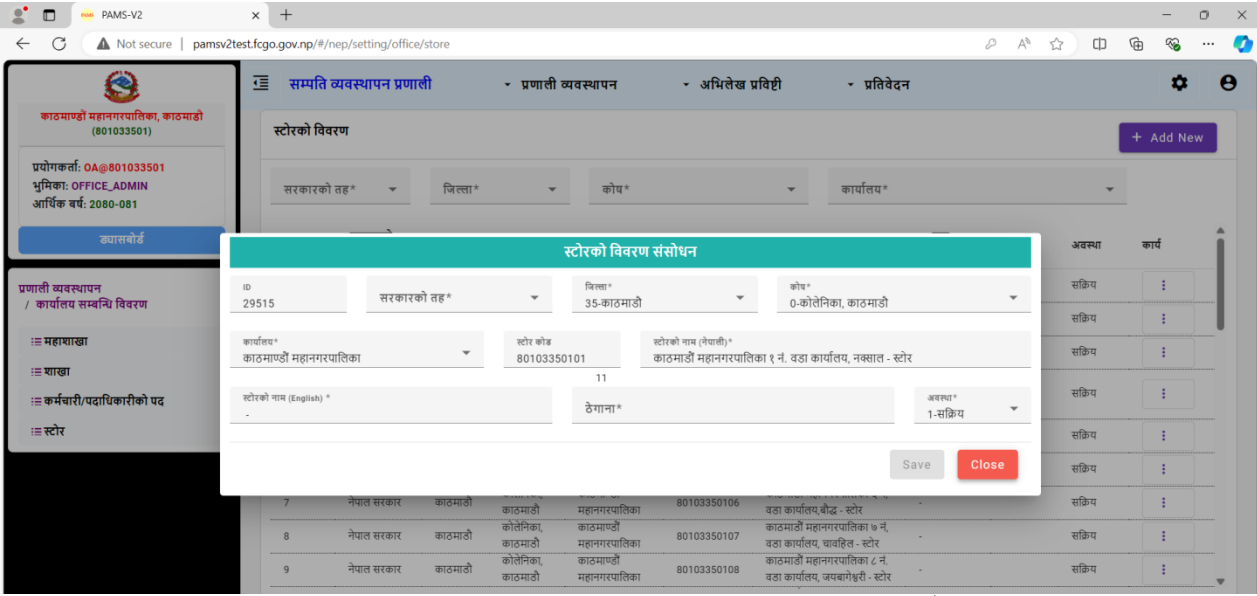 PAMS-V2
Not secure | pamsv2test.fcgo.gov.np/#/nep/setting/office/store
काठमाण्डौं महानगरपालिका, काठमाडो
(801033501)
प्रयोगकर्ता: OA@801033501
भुमिका: OFFICE_ADMIN
आर्थिक बर्ष: 2080-081
ड्यासबोर्ड
प्रणाली व्यवस्थापन
/ कार्यालय सम्बन्धि विवरण
महाशाखा
शाखा
कर्मचारी/पदाधिकारीको पद
स्टोर
सम्पति व्यवस्थापन प्रणाली प्रणाली व्यवस्थापन अभिलेख प्रविष्टी प्रतिवेदन
स्टोरको विवरण + Add New
सरकारको तह* जिल्ला* कोष* कार्यालय*
अवस्था कार्य
स्टोरको विवरण संसोधन
ID
29515
सरकारको तह*
जिल्ला*
35-काठमाडो
कोष*
0-कोलेनिका, काठमाडो
कार्यालय*
काठमाण्डौं महानगरपालिका
स्टोर कोड
80103350101
11
स्टोरको नाम (नेपाली)*
काठमाडौं महानगरपालिका १ नं. वडा कार्यालय, नक्साल - स्टोर
स्टोरको नाम (English) *
-
ठेगाना*
अवस्था*
1-सक्रिय
Save Close
सक्रिय
सक्रिय
सक्रिय
सक्रिय
सक्रिय
सक्रिय
7 नेपाल सरकार काठमाडो काठमाडो महानगरपालिका 80103350106 वडा कार्यालय,बौद्ध - स्टोर - सक्रिय
8 नेपाल सरकार काठमाडो कोलेनिका, काठमाडो काठमाण्डौं महानगरपालिका 80103350107 काठमाडौं महानगरपालिका ७ नं, वडा कार्यालय, चावहिल - स्टोर - सक्रिय
9 नेपाल सरकार काठमाडो कोलेनिका, काठमाडो काठमाण्डौं महानगरपालिका 80103350108 काठमाडौं महानगरपालिका ८ नं. वडा कार्यालय, जयबागेश्वरी - स्टोर - सक्रिय